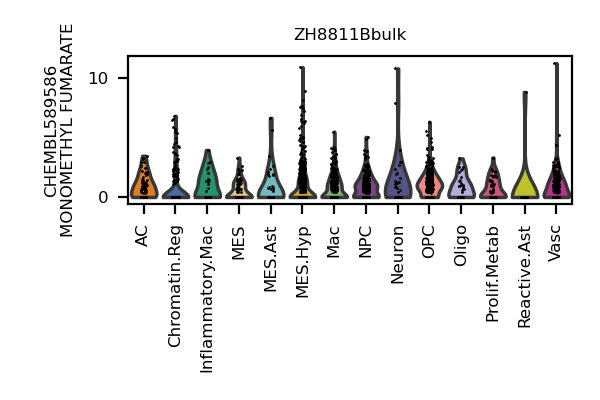 ZH8811Bbulk
CHEMBL589586
MONOMETHYL FUMARATE
10
0
AC
Chromatin.Reg
Inflammatory.Mac
MES
MES.Ast
MES.Hyp
Mac
NPC
Neuron
OPC
Oligo
Prolif.Metab
Reactive.Ast
Vasc